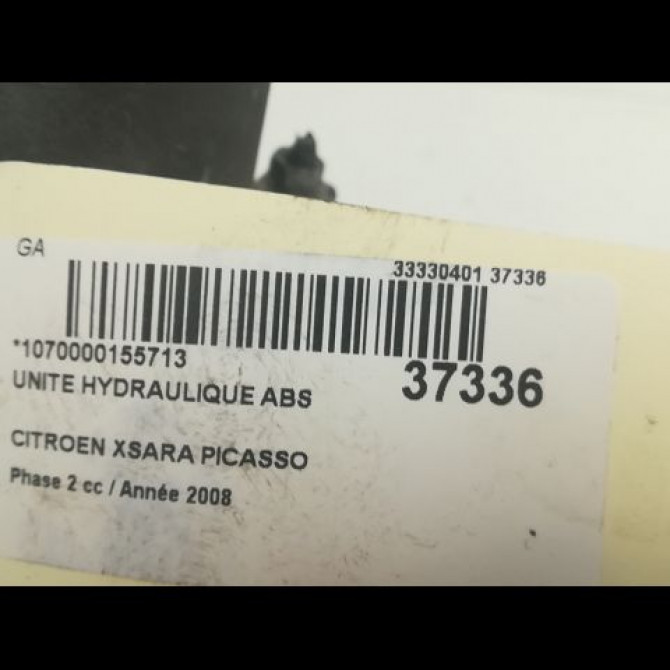 GA
33330401 37336
*1070000155713
37336
UNITE HYDRAULIQUE ABS
CITROEN XSARA PICASSO
Phase 2 cc / Année 2008